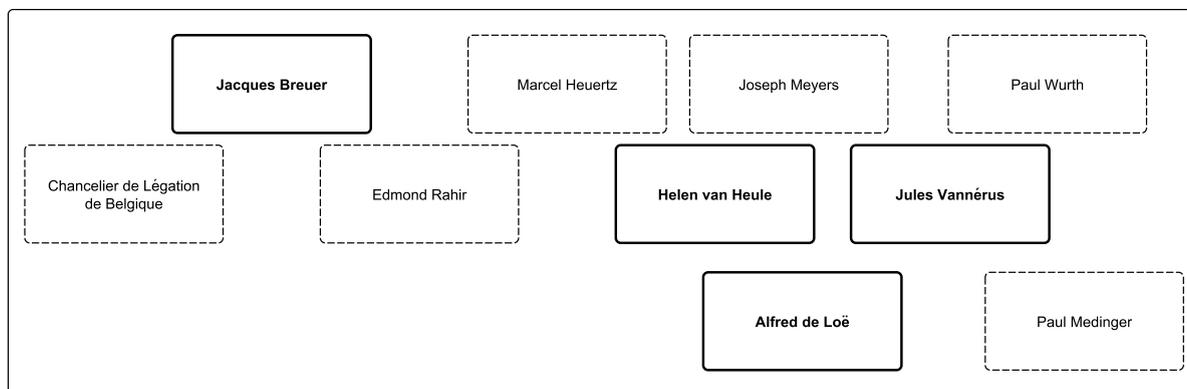 Jacques Breuer
Marcel Heuertz
Joseph Meyers
Paul Wurth
Chancelier de Légation
de Belgique
Edmond Rahir
Helen van Heule
Jules Vannérus
Alfred de Loë
Paul Medinger